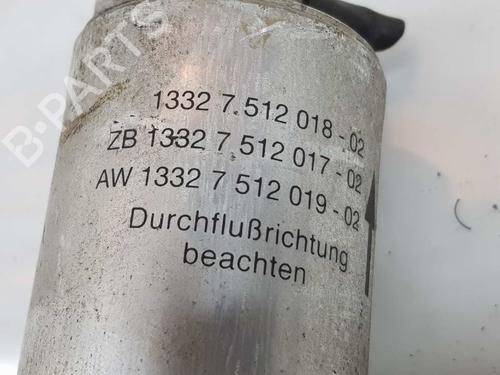 B-PARTS
1332 7.512 018 - 02
ZB 1332 7 512 017 - 02
AW 1332 7 512 019 - 02
Durchflußrichtung
beachten